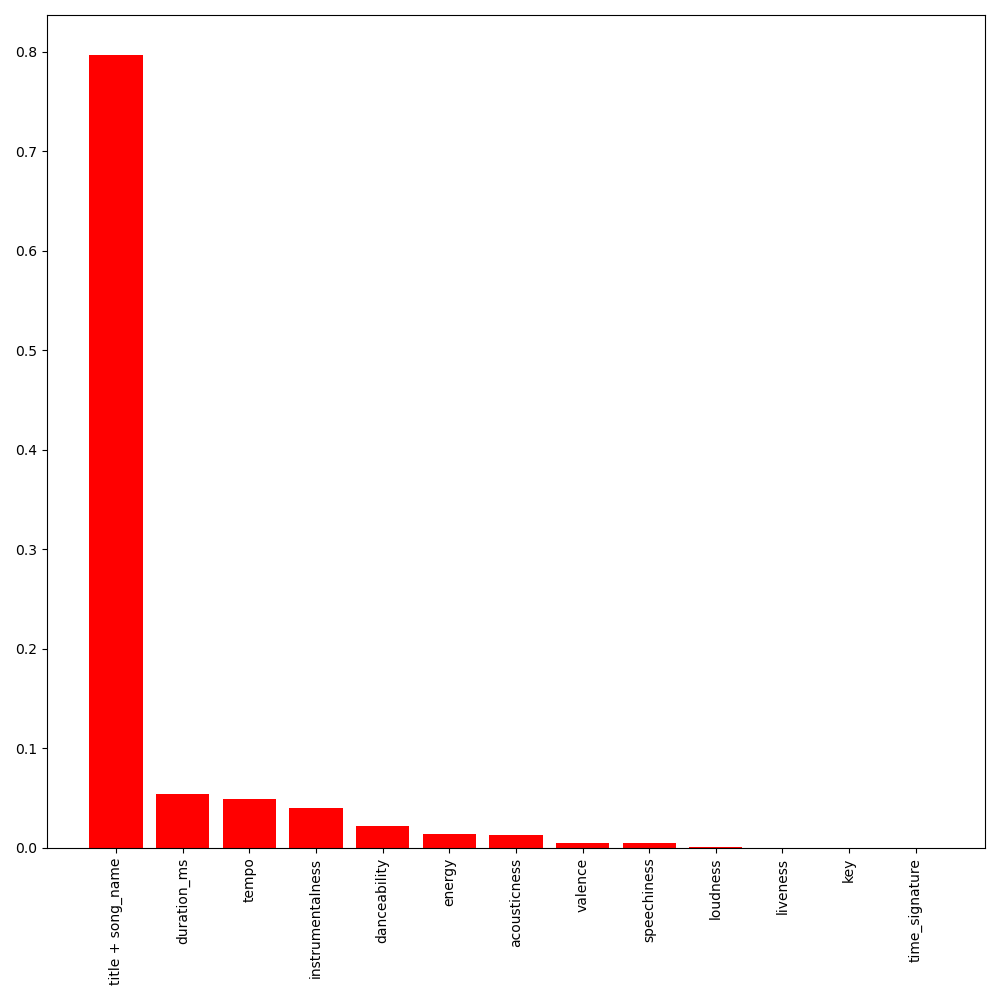 0.8
0.7
0.6
0.5
0.4
0.3
0.2
0.1
0.0
title + song_name
duration_ms
tempo
instrumentalness
danceability
energy
acousticness
valence
speechiness
loudness
liveness
key
time_signature